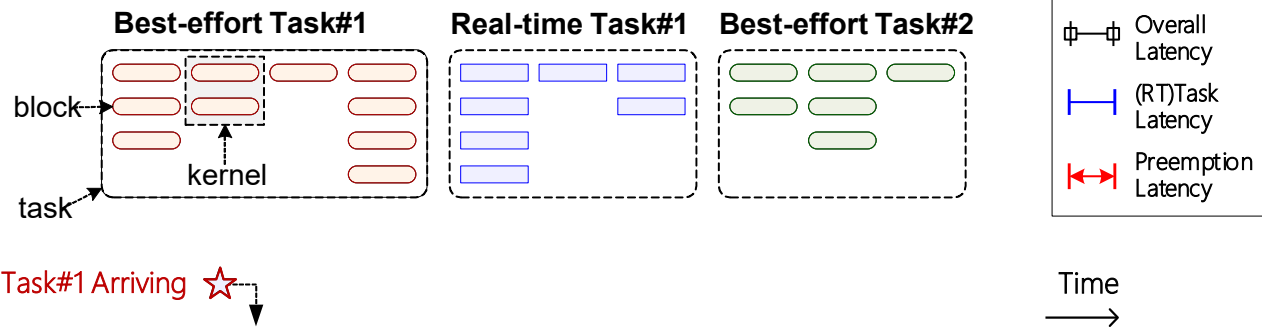 Best-effort Task#1
Real-time Task#1
Best-effort Task#2
block
kernel
task
Overall
Latency
(RT)Task
Latency
Preemption
Latency
Task#1 Arriving
Time